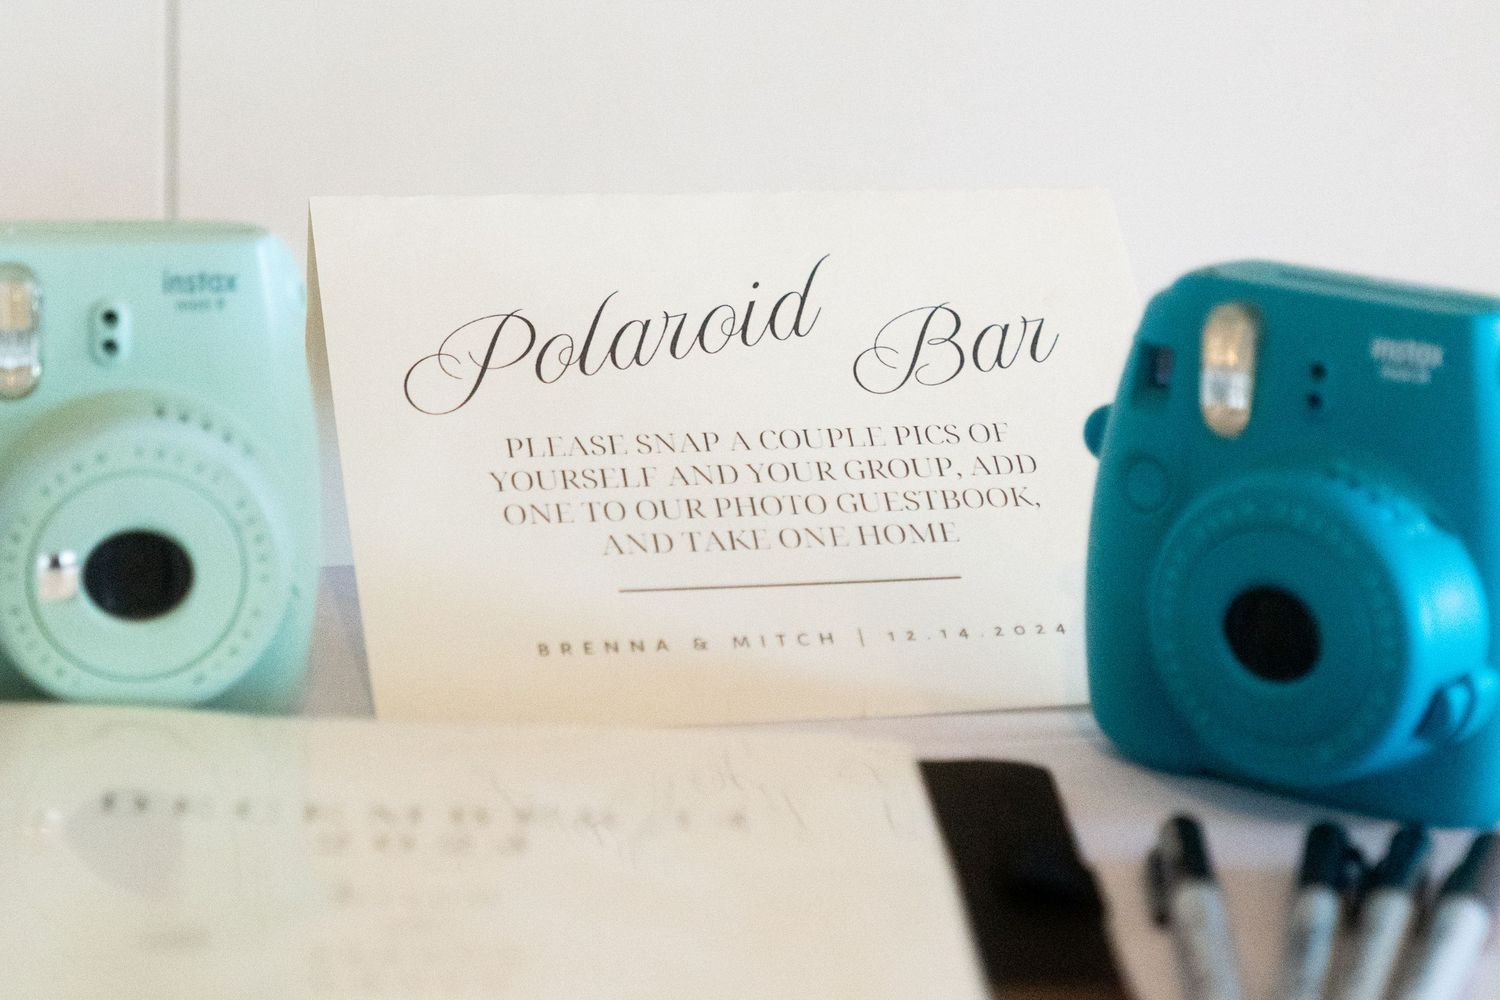 instax
Polaroid Bar
PLEASE SNAP A COUPLE PICS OF
YOURSELF AND YOUR GROUP, ADD
ONE TO OUR PHOTO GUESTBOOK,
AND TAKE ONE HOME
BRENNA & MITCH | 12.14.2024
instax